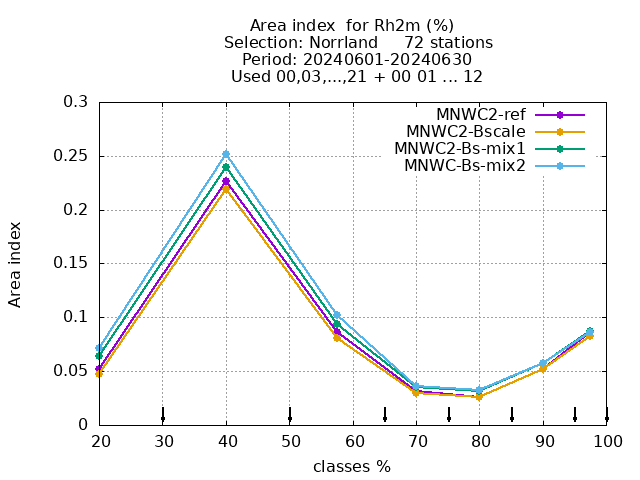 Area index  for Rh2m (%)
Selection: Norrland     72 stations
Period: 20240601-20240630
Used 00,03,...,21 + 00 01 ... 12
MNWC2-ref
MNWC2-Bscale
MNWC2-Bs-mix1
MNWC-Bs-mix2
0.3
0.25
0.2
0.15
0.1
0.05
0
Area index
20 30 40 50 60 70 80 90 100
classes %